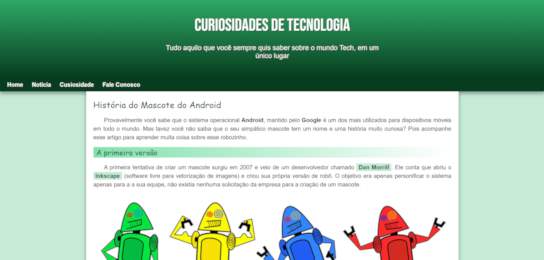 CURIOSIDADES DE TECNOLOGIA
Tudo aquilo que você sempre quis saber sobre o mundo Tech, em um
único lugar
Home Notícia Cusiosidade Fale Conosco
História do Mascote do Android
Provavelmente você sabe que o sistema operacional Android, mantido pelo Google é um dos mais utilizados para dispositivos móveis
em todo o mundo. Mas tavez você não saiba que o seu simpático mascote tem um nome e uma história muito curiosa? Pois acompanhe
esse artigo para aprender muita coisa sobre esse robozinho.
A primeira versão
A primeira tentativa de criar um mascote surgiu em 2007 e veio de um desenvolvedor chamado Dan Morrill. Ele conta que abriu o
Inkscape (software livre para vetorização de imagens) e criou sua própria versão de robô. O objetivo era apenas personificar o sistema
apenas para a a sua equipe, não existia nenhuma solicitação da empresa para a criação de um mascote.